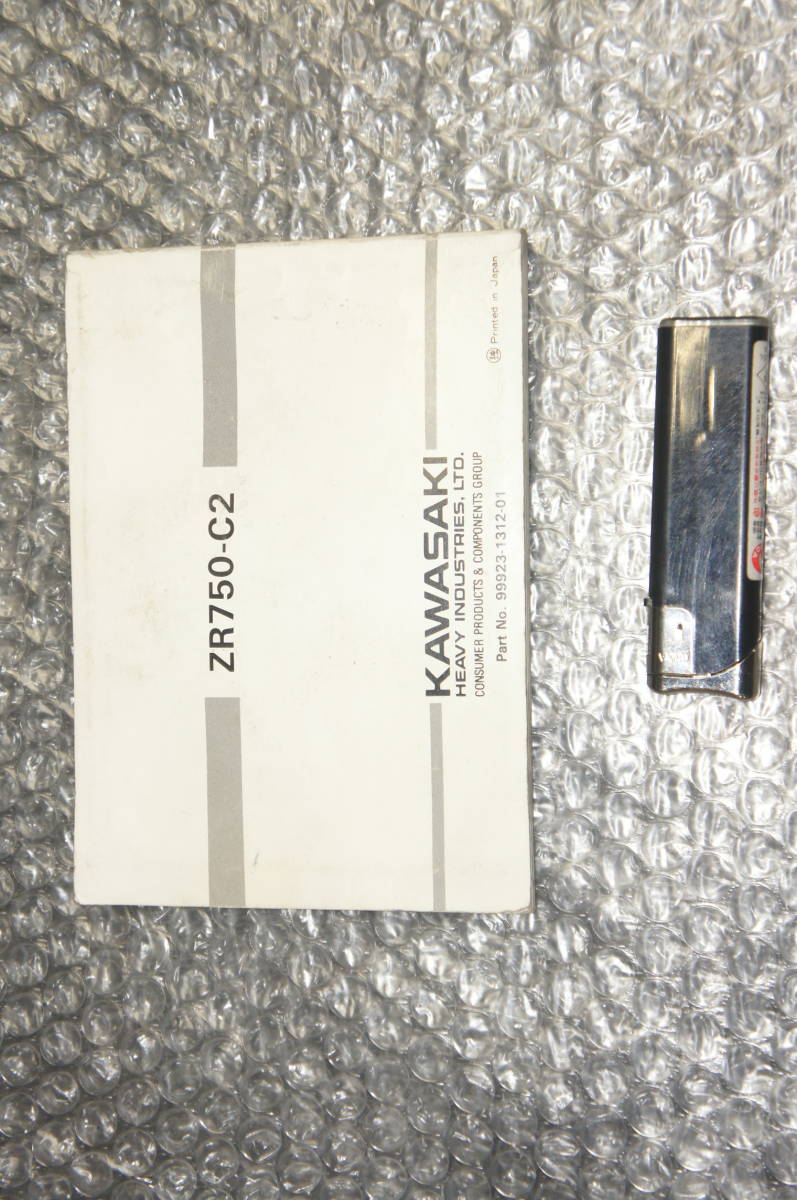 ZR750-C2
KAWASAKI
HEAVY INDUSTRIES, LTD.
CONSUMER PRODUCTS & COMPONENTS GROUP
Part No. 99923-1312-01
Printed in Japan